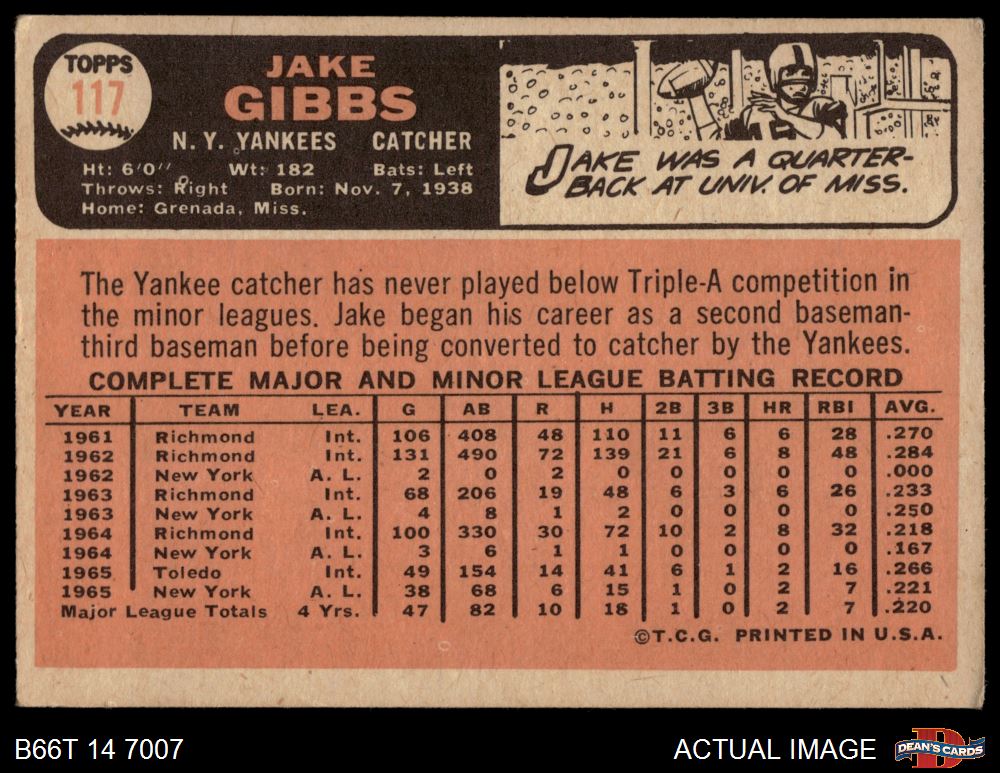 TOPPS
117
JAKE
GIBBS
N. Y. YANKEES CATCHER
Ht: 6'0'' Wt: 182 Bats: Left
Throws: Right Born: Nov. 7, 1938
Home: Grenada, Miss.
JAKE WAS A QUARTER-
BACK AT UNIV. OF MISS.
The Yankee catcher has never played below Triple-A competition in
the minor leagues. Jake began his career as a second baseman-
third baseman before being converted to catcher by the Yankees.
COMPLETE MAJOR AND MINOR LEAGUE BATTING RECORD
YEAR TEAM LEA. G AB R H 2B 3B HR RBI AVG.
1961 Richmond Int. 106 408 48 110 11 6 6 28 .270
1962 Richmond Int. 131 490 72 139 21 6 8 48 .284
1962 New York A. L. 2 0 2 0 0 0 0 0 .000
1963 Richmond Int. 68 206 19 48 6 3 6 26 .233
1963 New York A. L. 4 8 1 2 0 0 0 0 .250
1964 Richmond Int. 100 330 30 72 10 2 8 32 .218
1964 New York A. L. 3 6 1 1 0 0 0 0 .167
1965 Toledo Int. 49 154 14 41 6 1 2 16 .266
1965 New York A. L. 38 68 6 15 1 0 2 7 .221
Major League Totals 4 Yrs. 47 82 10 18 1 0 2 7 .220
©T.C.G. PRINTED IN U.S.A.
B66T 14 7007 ACTUAL IMAGE
DEAN'S CARDS